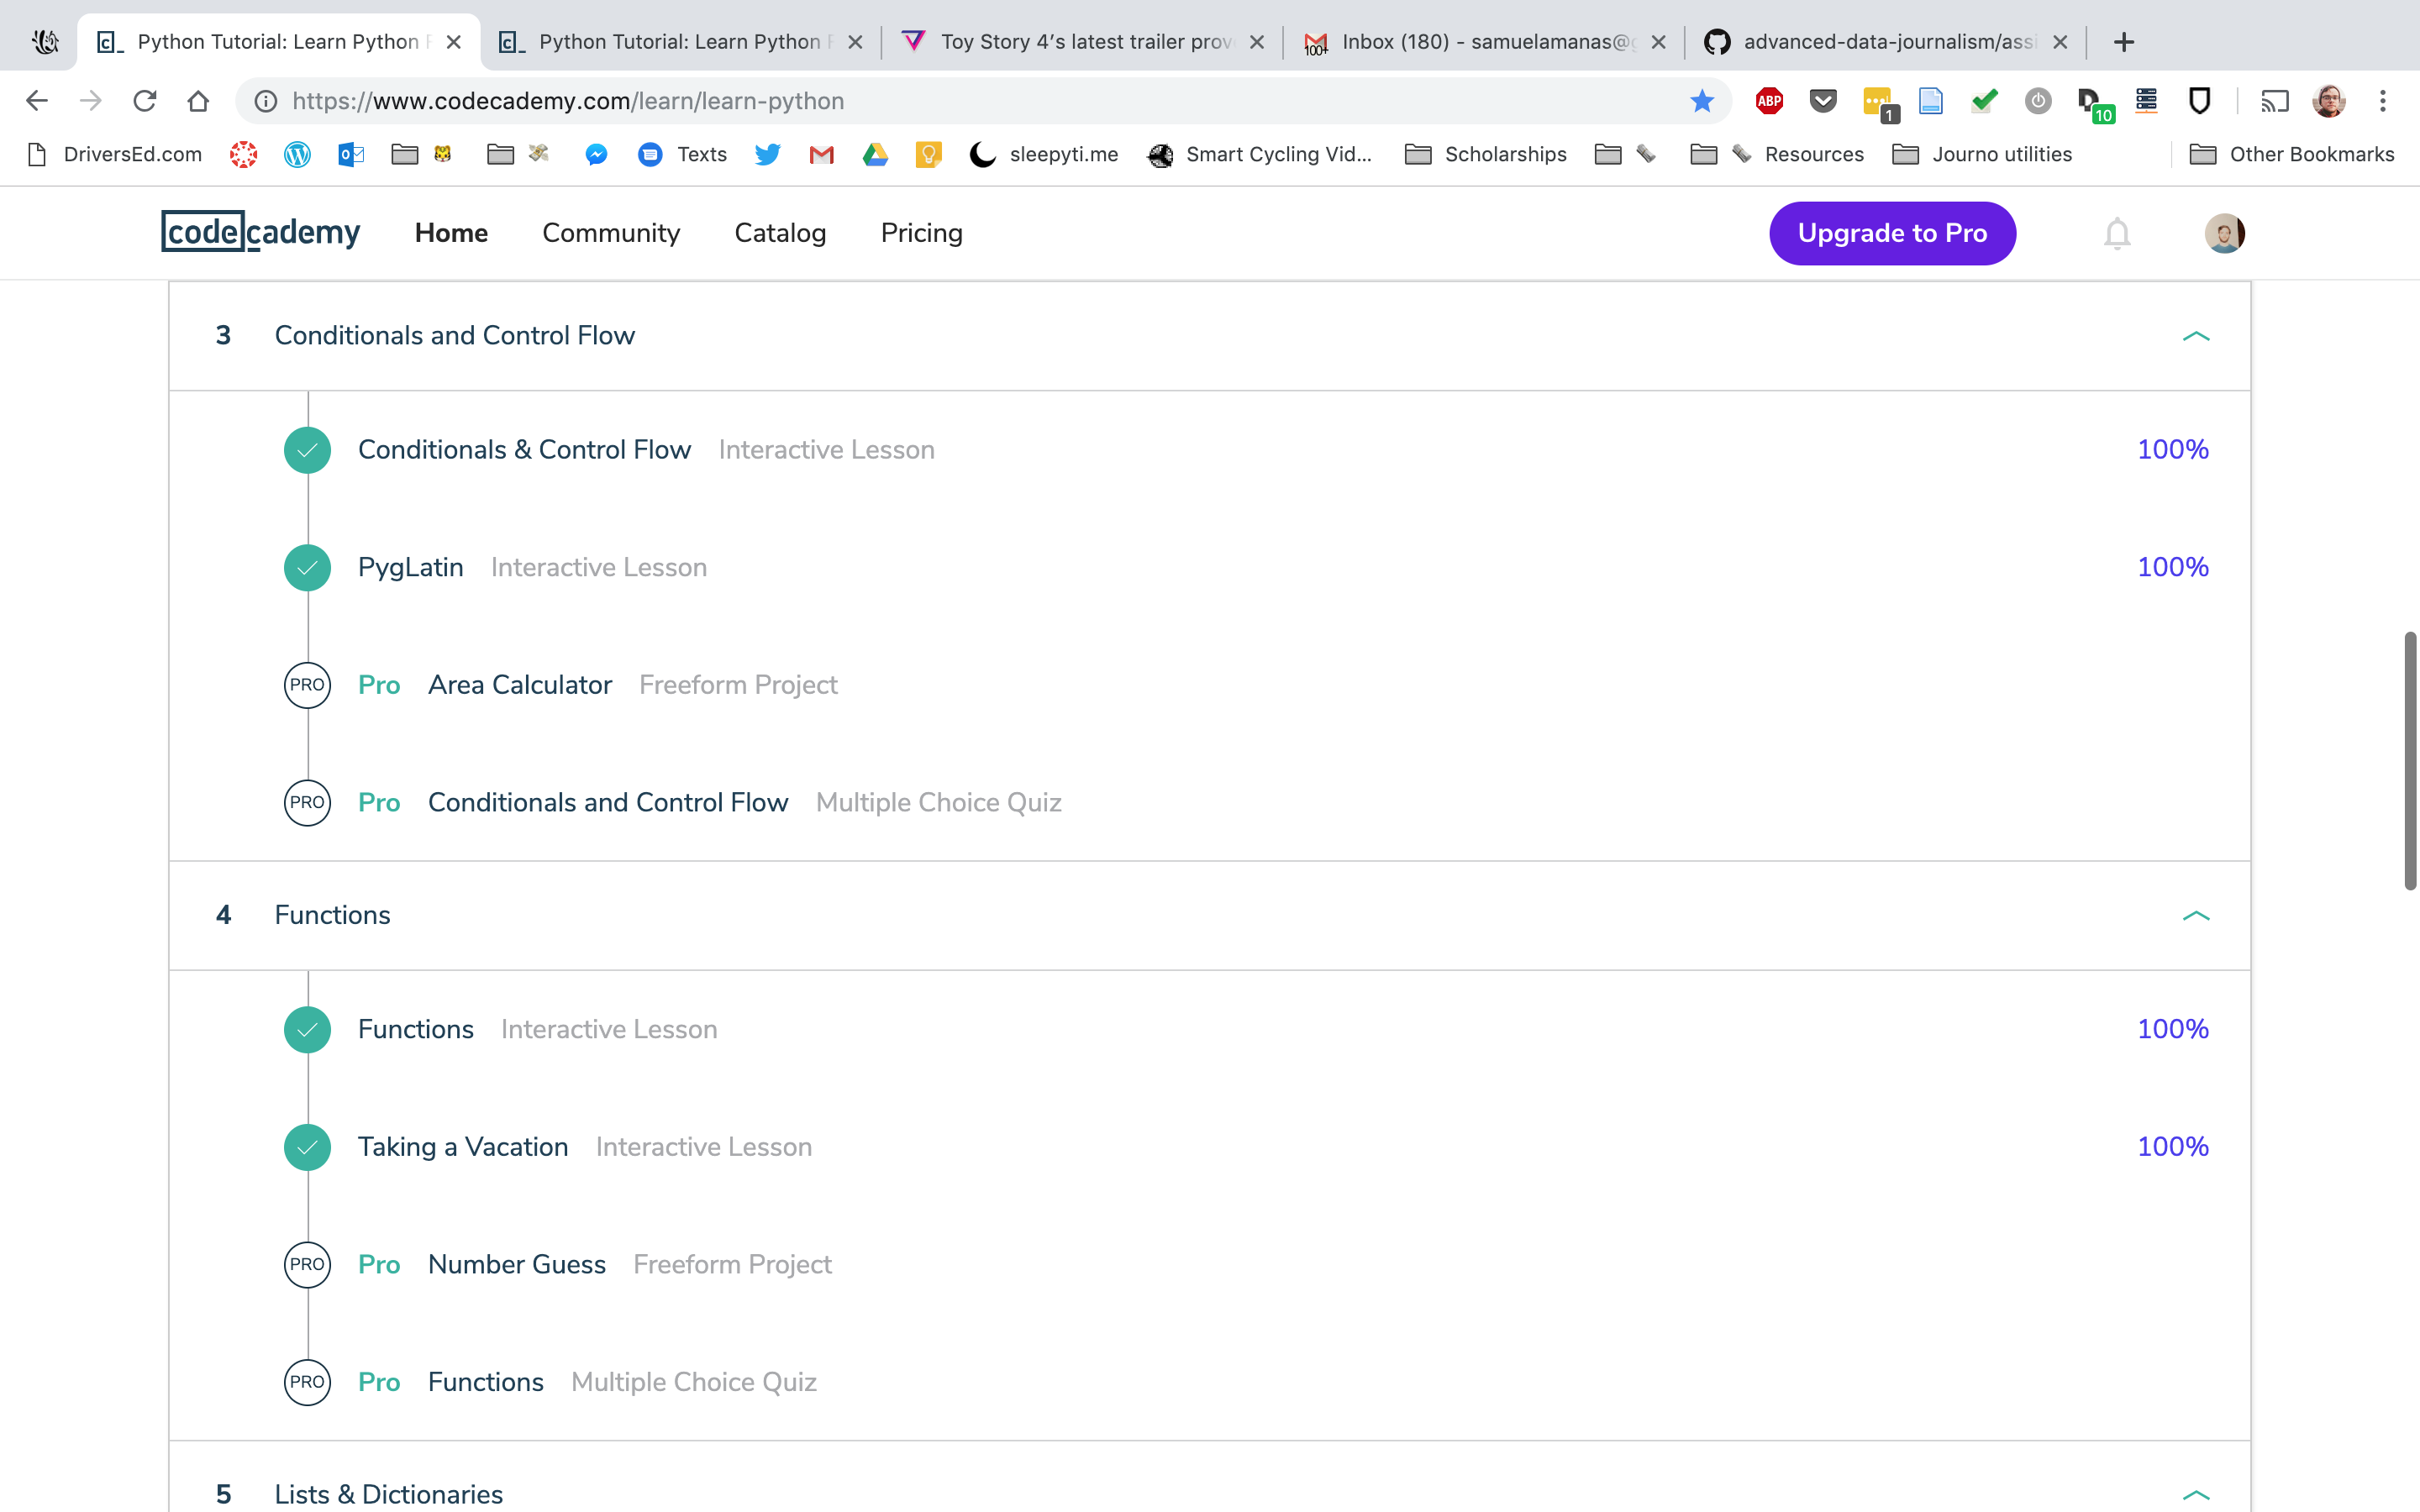 Python Tutorial: Learn Python
Python Tutorial: Learn Python
Toy Story 4's latest trailer prov
Inbox (180) - samuelamanas@
advanced-data-journalism/assi
https://www.codecademy.com/learn/learn-python
ABP
1
10
DriversEd.com
Texts
sleepyti.me
Smart Cycling Vid...
Scholarships
Resources
Journo utilities
Other Bookmarks
codecademy
Home
Community
Catalog
Pricing
Upgrade to Pro
3 Conditionals and Control Flow
Conditionals & Control Flow Interactive Lesson 100%
PygLatin Interactive Lesson 100%
PRO Pro Area Calculator Freeform Project
PRO Pro Conditionals and Control Flow Multiple Choice Quiz
4 Functions
Functions Interactive Lesson 100%
Taking a Vacation Interactive Lesson 100%
PRO Pro Number Guess Freeform Project
PRO Pro Functions Multiple Choice Quiz
5 Lists & Dictionaries